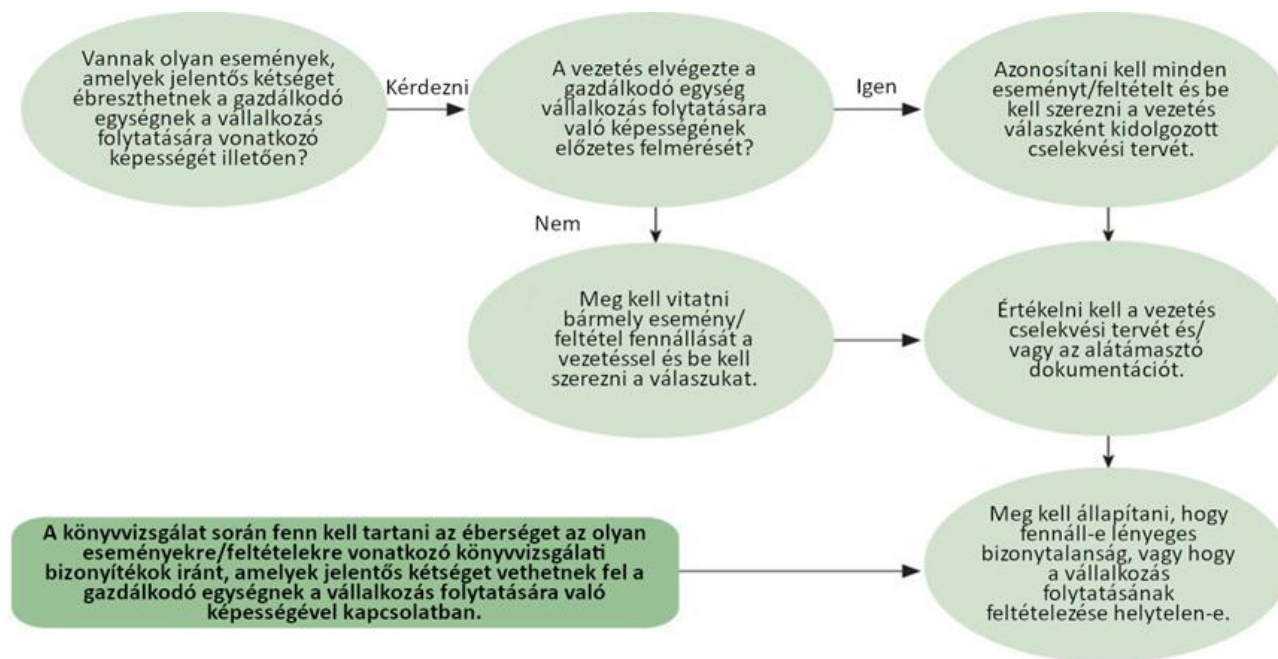 Vannak olyan események,
amelyek jelentős kétséget
ébreszthetnek a gazdálkodó
egységnek a vállalkozás
folytatására vonatkozó
képességét illetően?
Kérdezni
A vezetés elvégezte a
gazdálkodó egység
vállalkozás folytatására
való képességének
előzetes felmérését?
Igen
Azonosítani kell minden
eseményt/feltételt és be
kell szerezni a vezetés
válaszként kidolgozott
cselekvési tervét.
Nem
Meg kell vitatni
bármely esemény/
feltétel fennállását a
vezetéssel és be kell
szerezni a válaszukat.
Értékelni kell a vezetés
cselekvési tervét és/
vagy az alátámasztó
dokumentációt.
A könyvvizsgálat során fenn kell tartani az éberséget az olyan
eseményekre/feltételekre vonatkozó könyvvizsgálati
bizonyítékok iránt, amelyek jelentős kétséget vethetnek fel a
gazdálkodó egységnek a vállalkozás folytatására való
képességével kapcsolatban.
Meg kell állapítani, hogy
fennáll-e lényeges
bizonytalanság, vagy hogy
a vállalkozás
folytatásának
feltételezése helytelen-e.